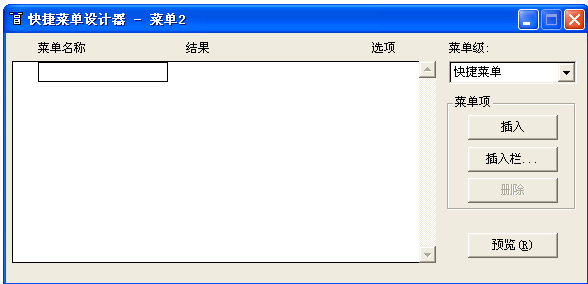 快捷菜单设计器 - 菜单2
菜单名称 结果 选项 菜单级:
快捷菜单
菜单项
插入
插入栏...
删除
预览(R)